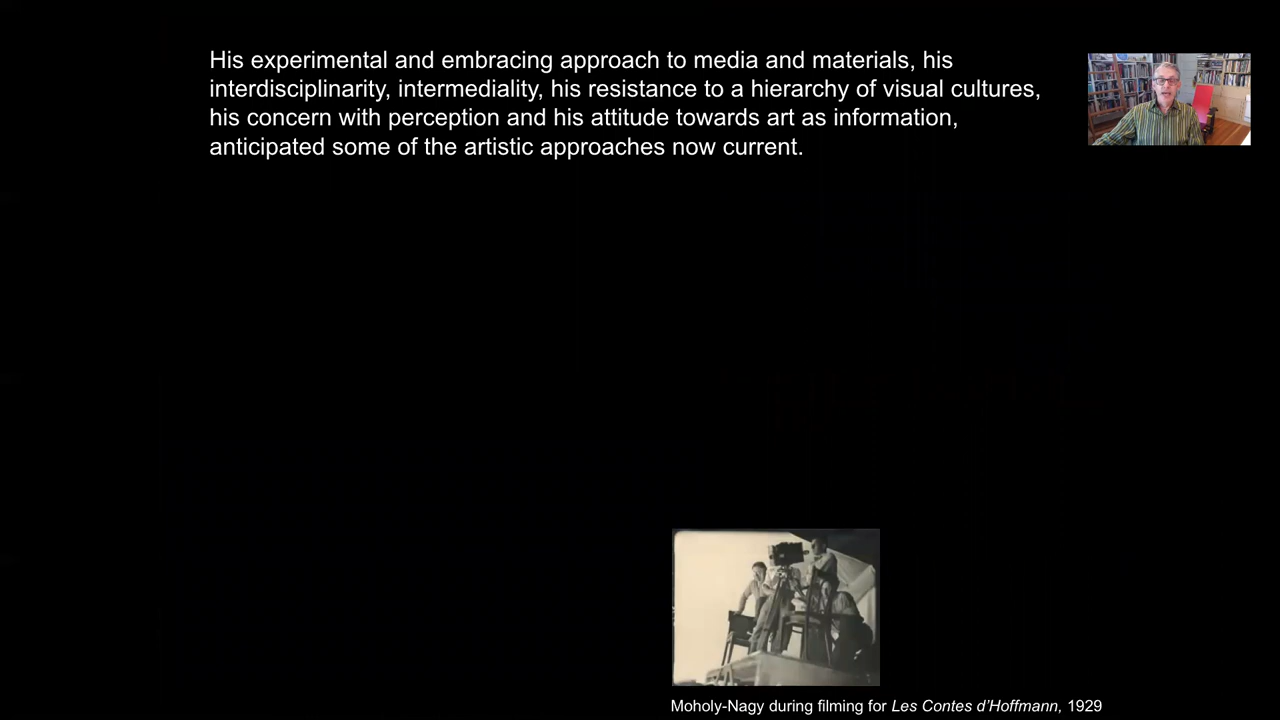 His experimental and embracing approach to media and materials, his
interdisciplinarity, intermediality, his resistance to a hierarchy of visual cultures,
his concern with perception and his attitude towards art as information,
anticipated some of the artistic approaches now current.
Moholy-Nagy during filming for Les Contes d’Hoffmann, 1929